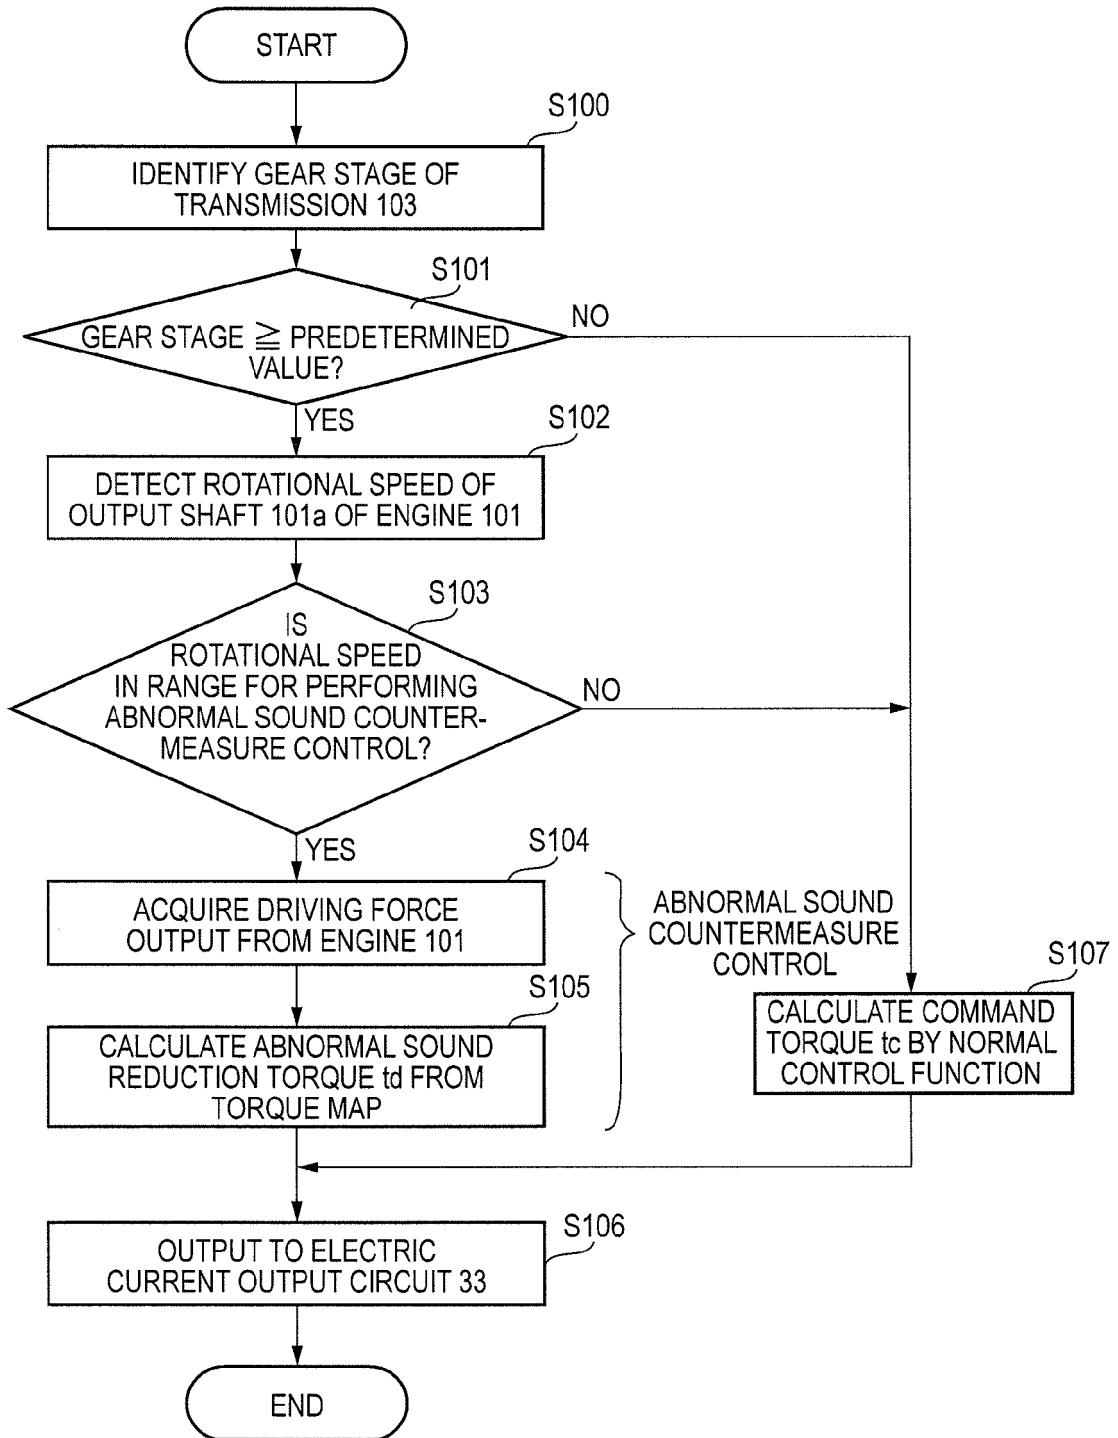 START
S100
IDENTIFY GEAR STAGE OF
TRANSMISSION 103
S101
GEAR STAGE ≧ PREDETERMINED
VALUE?
NO
YES
S102
DETECT ROTATIONAL SPEED OF
OUTPUT SHAFT 101a OF ENGINE 101
S103
IS
ROTATIONAL SPEED
IN RANGE FOR PERFORMING
ABNORMAL SOUND COUNTER-
MEASURE CONTROL?
NO
YES
S104
ACQUIRE DRIVING FORCE
OUTPUT FROM ENGINE 101
ABNORMAL SOUND
COUNTERMEASURE
CONTROL
S105
CALCULATE ABNORMAL SOUND
REDUCTION TORQUE td FROM
TORQUE MAP
S107
CALCULATE COMMAND
TORQUE tc BY NORMAL
CONTROL FUNCTION
S106
OUTPUT TO ELECTRIC
CURRENT OUTPUT CIRCUIT 33
END